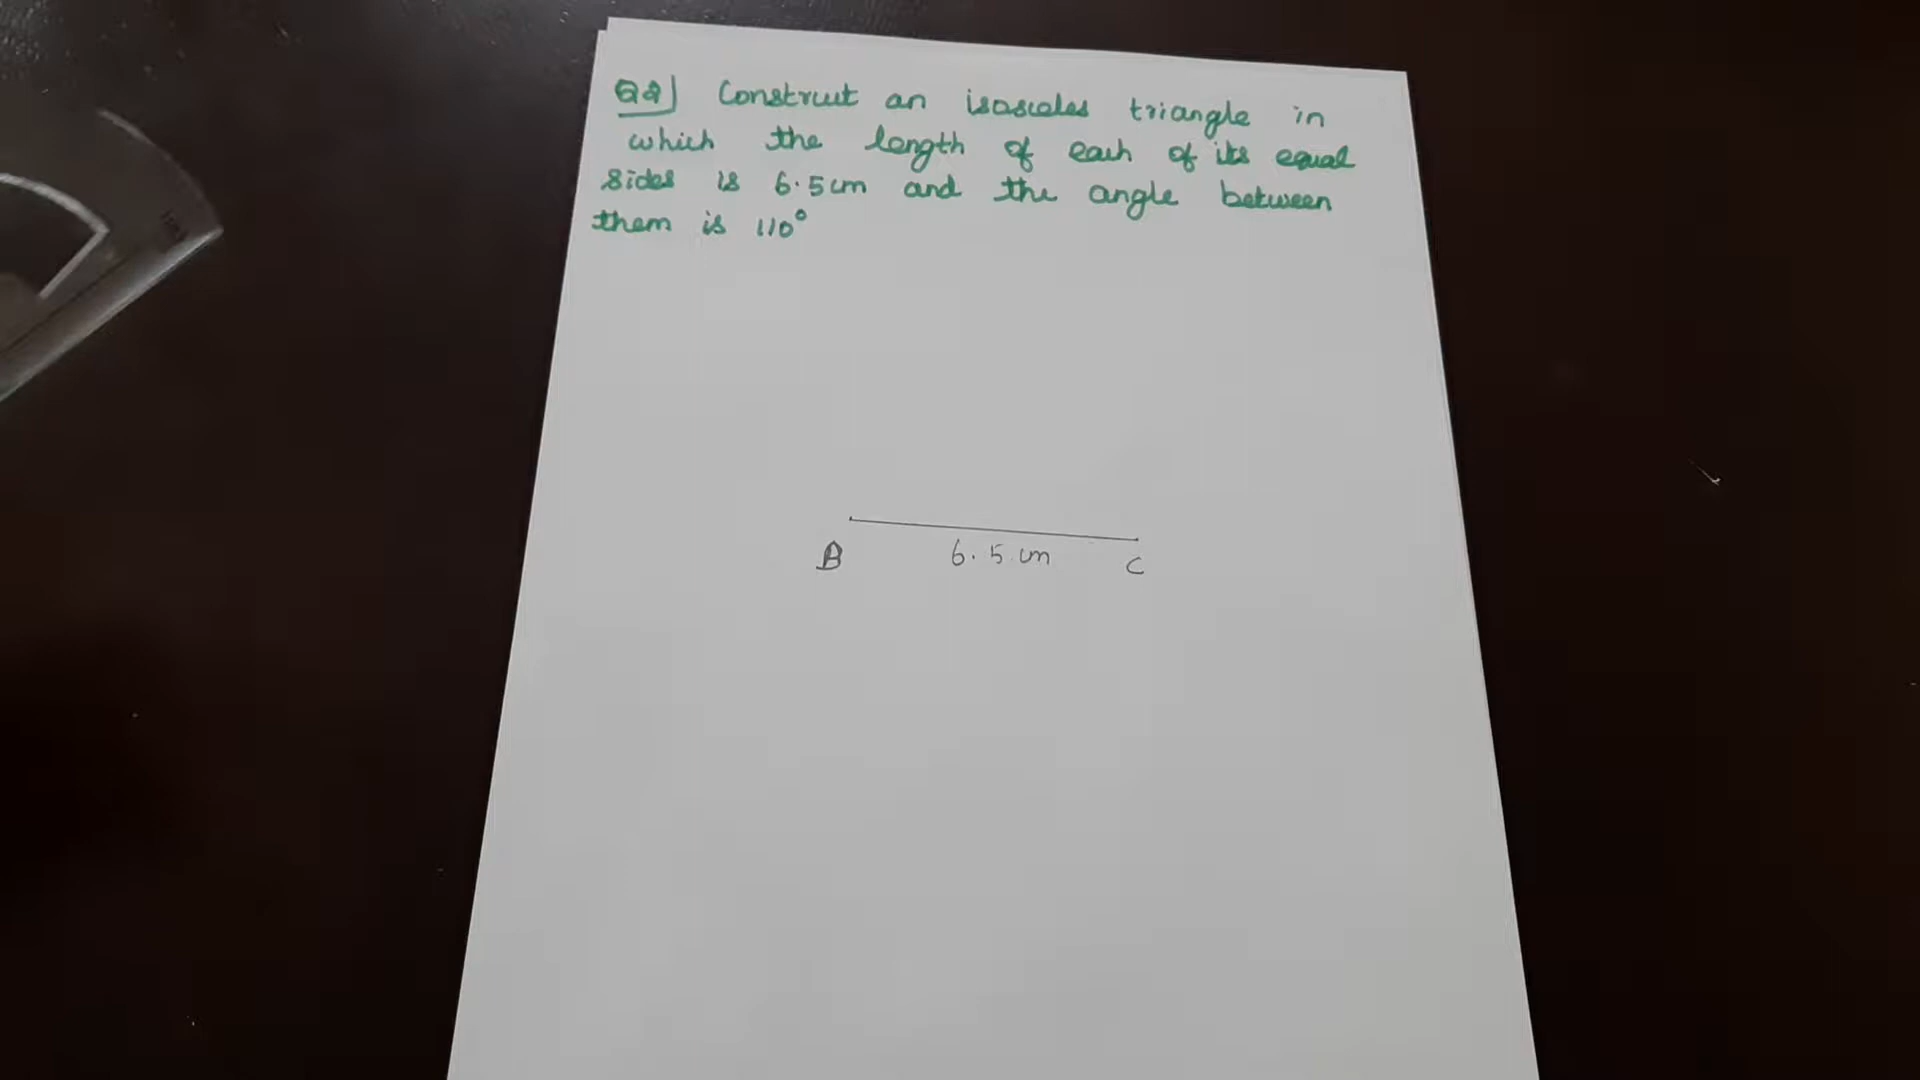 Q2) Construct an isosceles triangle in
which the length of each of its equal
sides is 6.5cm and the angle between
them is 110°
B 6.5 cm C